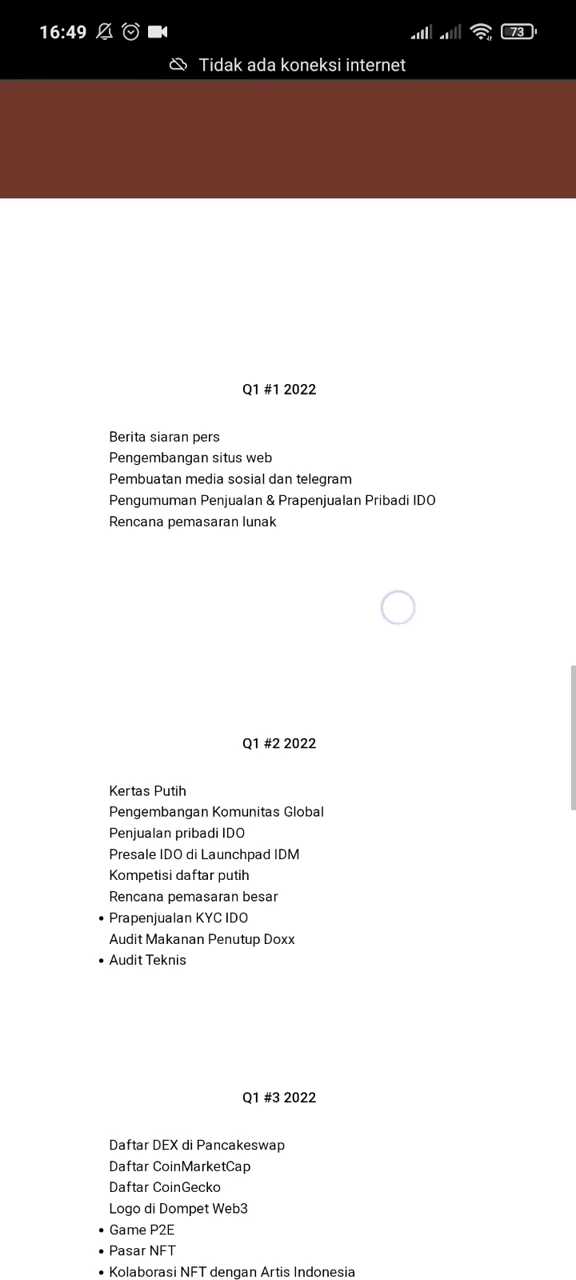 16:49
73
Tidak ada koneksi internet
Q1 #1 2022
Berita siaran pers
Pengembangan situs web
Pembuatan media sosial dan telegram
Pengumuman Penjualan & Prapenjualan Pribadi IDO
Rencana pemasaran lunak
Q1 #2 2022
Kertas Putih
Pengembangan Komunitas Global
Penjualan pribadi IDO
Presale IDO di Launchpad IDM
Kompetisi daftar putih
Rencana pemasaran besar
• Prapenjualan KYC IDO
Audit Makanan Penutup Doxx
• Audit Teknis
Q1 #3 2022
Daftar DEX di Pancakeswap
Daftar CoinMarketCap
Daftar CoinGecko
Logo di Dompet Web3
• Game P2E
• Pasar NFT
• Kolaborasi NFT dengan Artis Indonesia